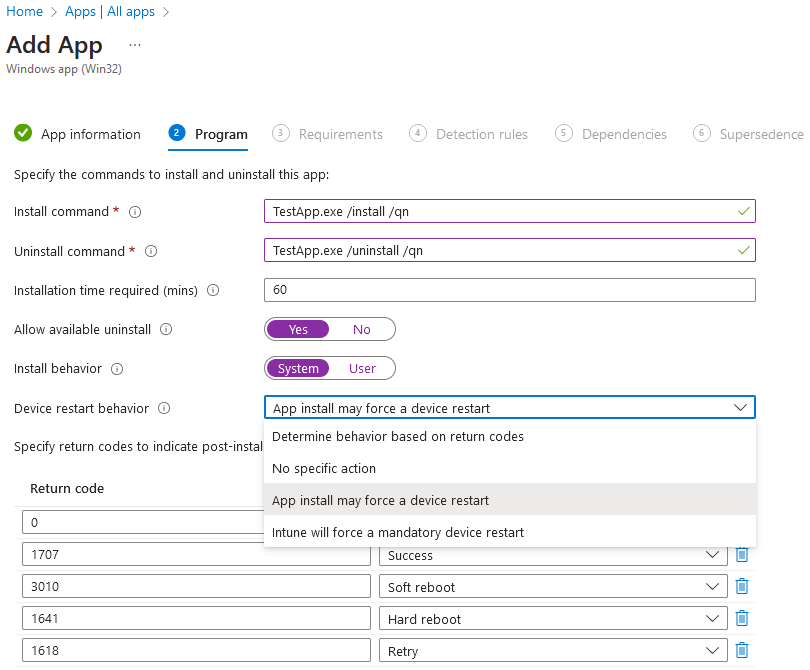 Home > Apps | All apps >
Add App ...
Windows app (Win32)
App information 2 Program 3 Requirements 4 Detection rules 5 Dependencies 6 Supersedence
Specify the commands to install and uninstall this app:
Install command * TestApp.exe /install /qn
Uninstall command * TestApp.exe /uninstall /qn
Installation time required (mins) 60
Allow available uninstall Yes No
Install behavior System User
Device restart behavior App install may force a device restart
Determine behavior based on return codes
Specify return codes to indicate post-instal
No specific action
Return code
App install may force a device restart
0
Intune will force a mandatory device restart
1707 Success
3010 Soft reboot
1641 Hard reboot
1618 Retry